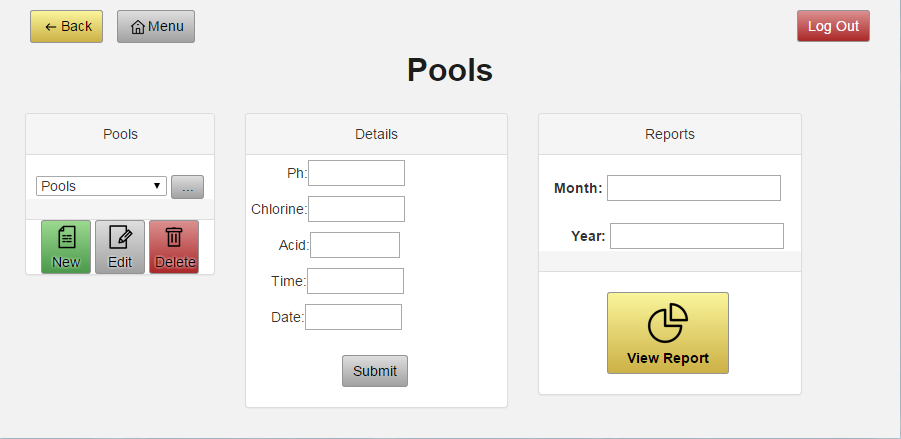 Back
Menu
Log Out
Pools
Pools
Pools
...
New
Edit
Delete
Details
Ph:
Chlorine:
Acid:
Time:
Date:
Submit
Reports
Month:
Year:
View Report